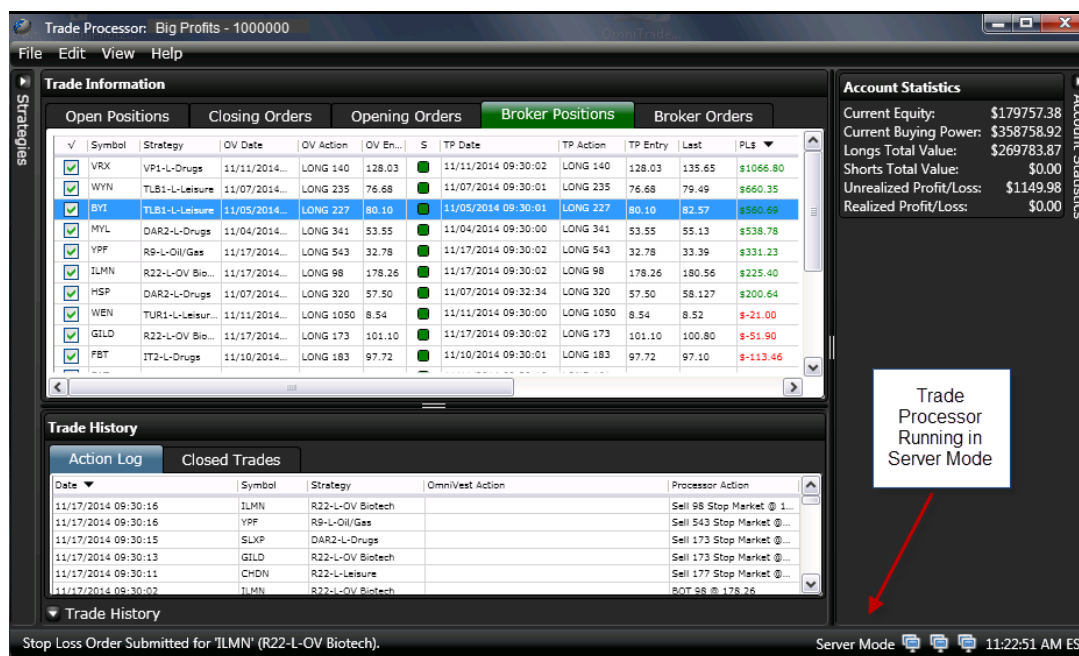 Trade Processor: Big Profits - 1000000
File Edit View Help
Strategies
Trade Information
Open Positions Closing Orders Opening Orders Broker Positions Broker Orders
√ Symbol Strategy OV Date OV Action OV En... S TP Date TP Action TP Entry Last PL$ ▼
VRX VP1-L-Drugs 11/11/2014... LONG 140 128.03 11/11/2014 09:30:02 LONG 140 128.03 135.65 $1066.80
WYN TLB1-L-Leisure 11/07/2014... LONG 235 76.68 11/07/2014 09:30:01 LONG 235 76.68 79.49 $660.35
BYI TLB1-L-Leisure 11/05/2014... LONG 227 80.10 11/05/2014 09:30:01 LONG 227 80.10 82.57 $560.69
MYL DAR2-L-Drugs 11/04/2014... LONG 341 53.55 11/04/2014 09:30:00 LONG 341 53.55 55.13 $538.78
YPF R9-L-Oil/Gas 11/17/2014... LONG 543 32.78 11/17/2014 09:30:02 LONG 543 32.78 33.39 $331.23
ILMN R22-L-OV Bio... 11/17/2014... LONG 98 178.26 11/17/2014 09:30:02 LONG 98 178.26 180.56 $225.40
HSP DAR2-L-Drugs 11/07/2014... LONG 320 57.50 11/07/2014 09:32:34 LONG 320 57.50 58.127 $200.64
WEN TUR1-L-Leisur... 11/11/2014... LONG 1050 8.54 11/11/2014 09:30:00 LONG 1050 8.54 8.52 $-21.00
GILD R22-L-OV Bio... 11/17/2014... LONG 173 101.10 11/17/2014 09:30:02 LONG 173 101.10 100.80 $-51.90
FBT IT2-L-Drugs 11/10/2014... LONG 183 97.72 11/10/2014 09:30:01 LONG 183 97.72 97.10 $-113.46
Trade History
Action Log Closed Trades
Date ▼ Symbol Strategy OmniVest Action Processor Action
11/17/2014 09:30:16 ILMN R22-L-OV Biotech Sell 98 Stop Market @ 1...
11/17/2014 09:30:16 YPF R9-L-Oil/Gas Sell 543 Stop Market @...
11/17/2014 09:30:15 SLXP DAR2-L-Drugs Sell 173 Stop Market @...
11/17/2014 09:30:13 GILD R22-L-OV Biotech Sell 173 Stop Market @...
11/17/2014 09:30:11 CHDN R22-L-Leisure Sell 177 Stop Market @...
11/17/2014 09:30:02 ILMN R22-L-OV Biotech BOT 98 @ 178.26
Trade History
Account Statistics
Current Equity: $179757.38
Current Buying Power: $358758.92
Longs Total Value: $269783.87
Shorts Total Value: $0.00
Unrealized Profit/Loss: $1149.98
Realized Profit/Loss: $0.00
Account Statistics
Trade
Processor
Running in
Server Mode
Stop Loss Order Submitted for 'ILMN' (R22-L-OV Biotech).
Server Mode 11:22:51 AM ES